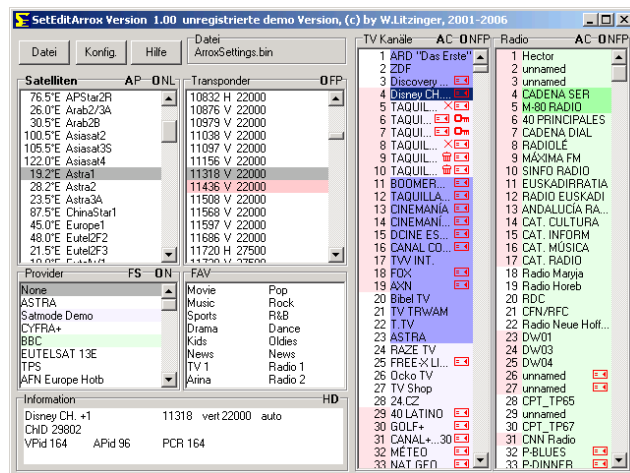 SetEditArrox Version 1.00 unregistrierte demo Version, (c) by W.Litzinger, 2001-2006
Datei
Konfig.
Hilfe
Datei
ArroxSettings.bin
Satelliten AP ONL
76.5°E APStar2R
26.0°E Arab2/3A
30.5°E Arab2B
100.5°E Asiasat2
105.5°E Asiasat3S
122.0°E Asiasat4
19.2°E Astra1
28.2°E Astra2
23.5°E Astra3A
87.5°E ChinaStar1
45.0°E Europe1
48.0°E Eutel2F2
21.5°E Eutel2F3
Transponder OFP
10832 H 22000
10876 V 22000
10979 V 22000
11038 V 22000
11097 V 22000
11156 V 22000
11318 V 22000
11436 V 22000
11508 V 22000
11568 V 22000
11597 V 22000
11686 V 22000
11720 H 27500
11739 V 27500
Provider FS ON
None
ASTRA
Satmode Demo
CYFRA+
BBC
EUTELSAT 13E
TPS
AFN Europe Hotb
FAV
Movie Pop
Music Rock
Sports R&B
Drama Dance
Kids Oldies
News News
TV 1 Radio 1
Arina Radio 2
Information HD
Disney CH. +1 11318 vert 22000 auto
ChID 29802
VPid 164 APid 96 PCR 164
TV Kanäle AC ONFP
1 ARD "Das Erste"
2 ZDF
3 Discovery ...
4 Disney CH....
5 TAQUIL...
6 TAQUI...
7 TAQUI...
8 TAQUIL...
9 TAQUIL...
10 TAQUIL...
11 BOOMER...
12 TAQUILLA...
13 CINEMANÍA
14 CINEMANÍA
15 DCINE ES...
16 CANAL CO...
17 TVV INT.
18 FOX
19 AXN
20 Bibel TV
21 TV TRWAM
22 T.TV
23 ASTRA
24 RAZE TV
25 FREE-X LI...
26 Ocko TV
27 TV Shop
28 24.CZ
29 40 LATINO
30 GOLF+
31 CANAL+...30
32 MÉTEO
33 NAT GEO
Radio AC ONFP
1 Hector
2 unnamed
3 unnamed
4 CADENA SER
5 M-80 RADIO
6 40 PRINCIPALES
7 CADENA DIAL
8 RADIOLÉ
9 MÁXIMA FM
10 SINFO RADIO
11 EUSKADIRRATIA
12 RADIO EUSKADI
13 ANDALUCÍA RA...
14 CAT. CULTURA
15 CAT. INFORM
16 CAT. MÚSICA
17 CAT. RADIO
18 Radio Maryja
19 Radio Horeb
20 RDC
21 CFN/RFC
22 Radio Neue Hoff...
23 DW01
24 DW03
25 DW04
26 unnamed
27 unnamed
28 CPT_TP65
29 unnamed
30 CPT_TP67
31 CNN Radio
32 P-BLUES
33 P-DINNER